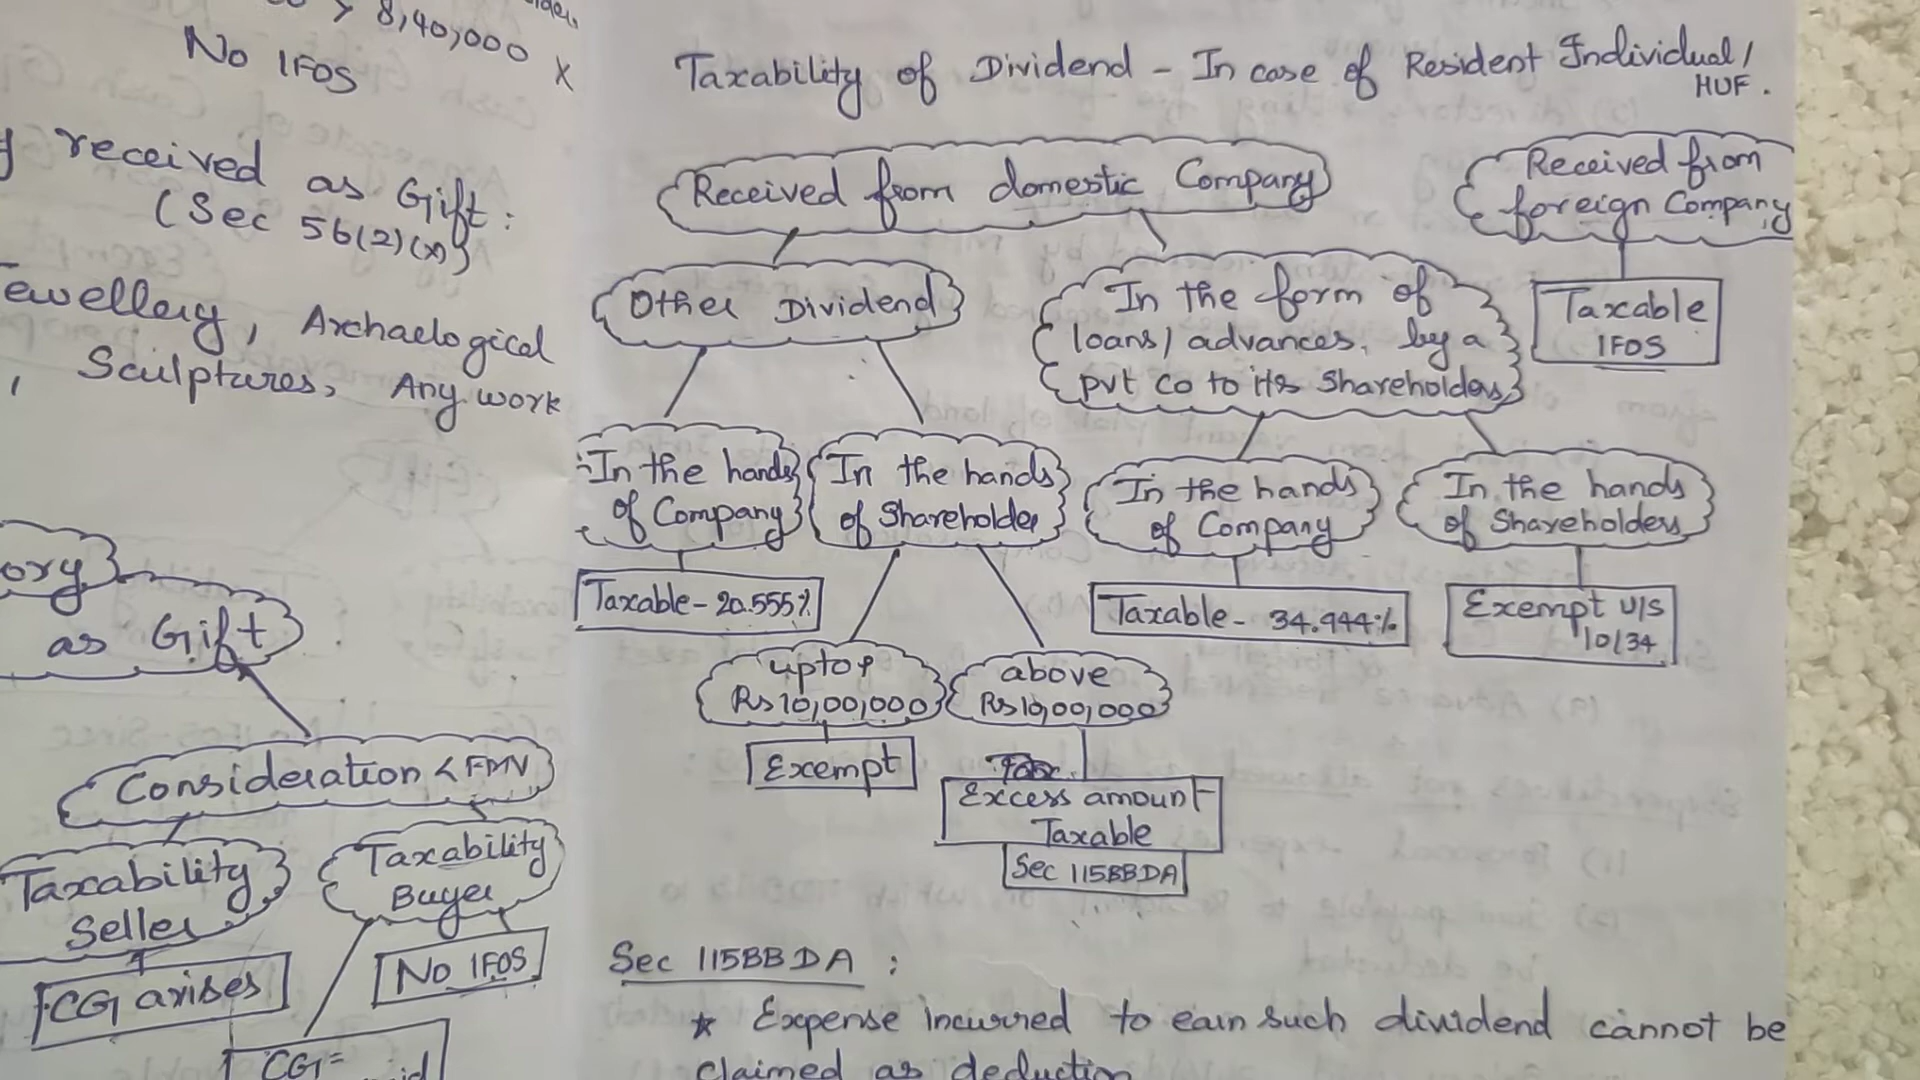 8,40,000 X
No IFOS
received as Gift :
(Sec 56(2)(x))
ewellery, Archaelogical
Sculptures, Any work
ory
as Gift
Consideration < FMV
Taxability Seller
Taxability Buyer
CG arises
No IFOS
CG =
Taxability of Dividend - In case of Resident Individual /
HUF.
Received from domestic Company
Received from
foreign Company
Other Dividend
In the form of
loans / advances, by a
pvt co to its shareholders
Taxable
IFOS
In the hands
of Company
In the hands
of Shareholder
In the hands
of Company
In the hands
of Shareholders
Taxable - 20.555%
Taxable - 34.944%
Exempt u/s
10/34
upto
Rs 10,00,000
above
Rs 10,00,000
Exempt
Excess amount
Taxable
Sec 115BBDA
Sec 115BBDA :
* Expense incurred to earn such dividend cannot be
claimed as deduction